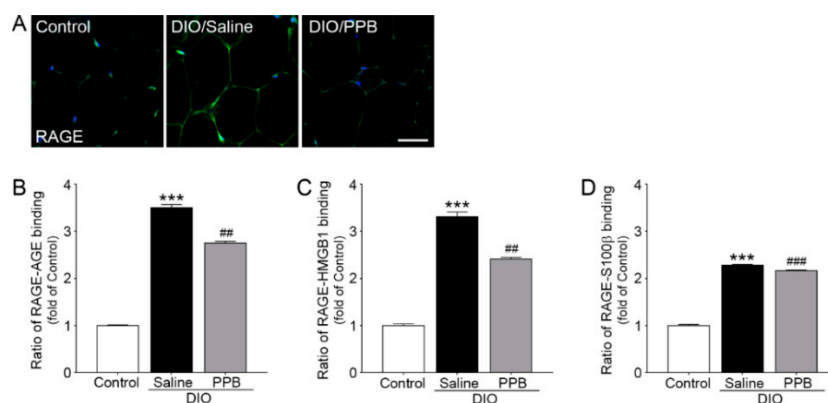 A
Control
DIO/Saline
DIO/PPB
RAGE
B
Ratio of RAGE-AGE binding
(fold of Control)
4
3
2
1
0
***
##
Control
Saline
PPB
DIO
C
Ratio of RAGE-HMGB1 binding
(fold of Control)
4
3
2
1
0
***
##
Control
Saline
PPB
DIO
D
Ratio of RAGE-S100β binding
(fold of Control)
4
3
2
1
0
***
###
Control
Saline
PPB
DIO